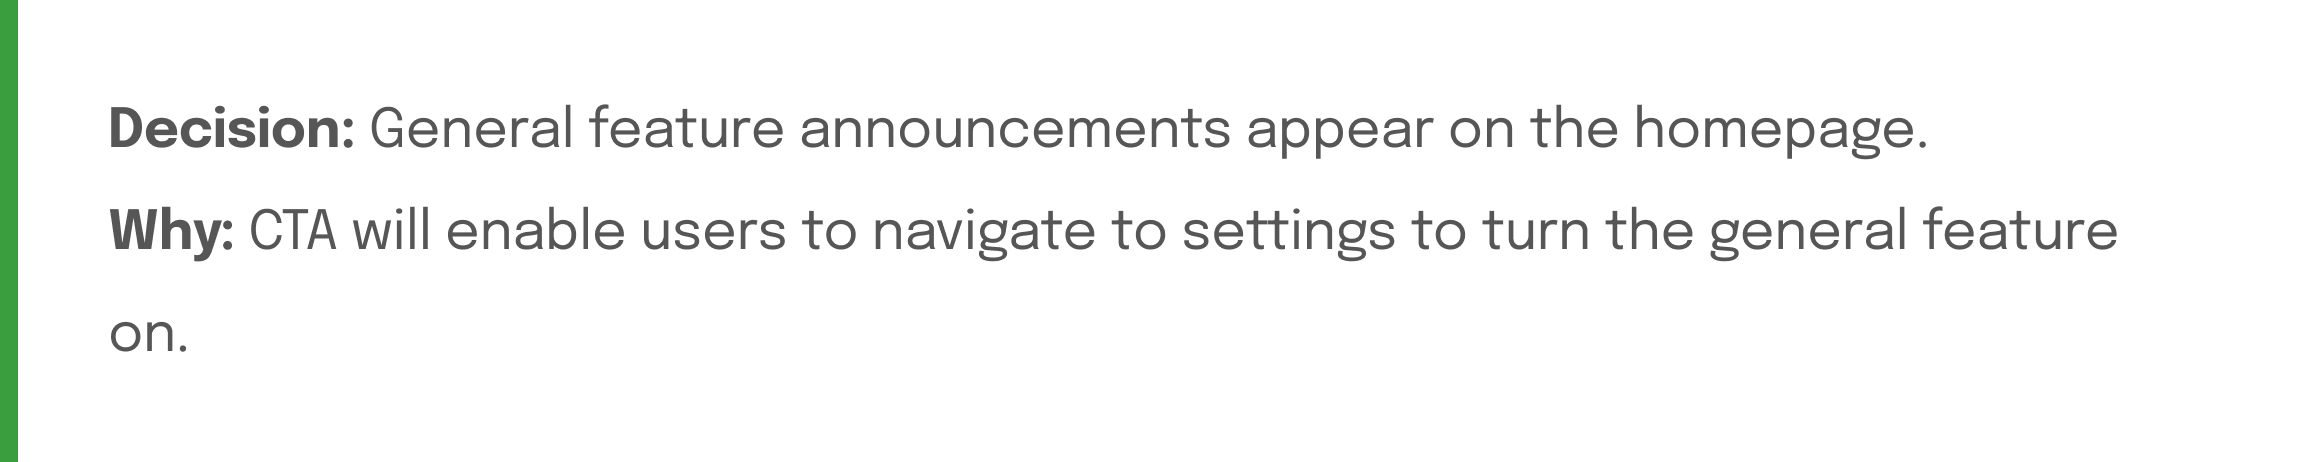 Decision: General feature announcements appear on the homepage.
Why: CTA will enable users to navigate to settings to turn the general feature
on.